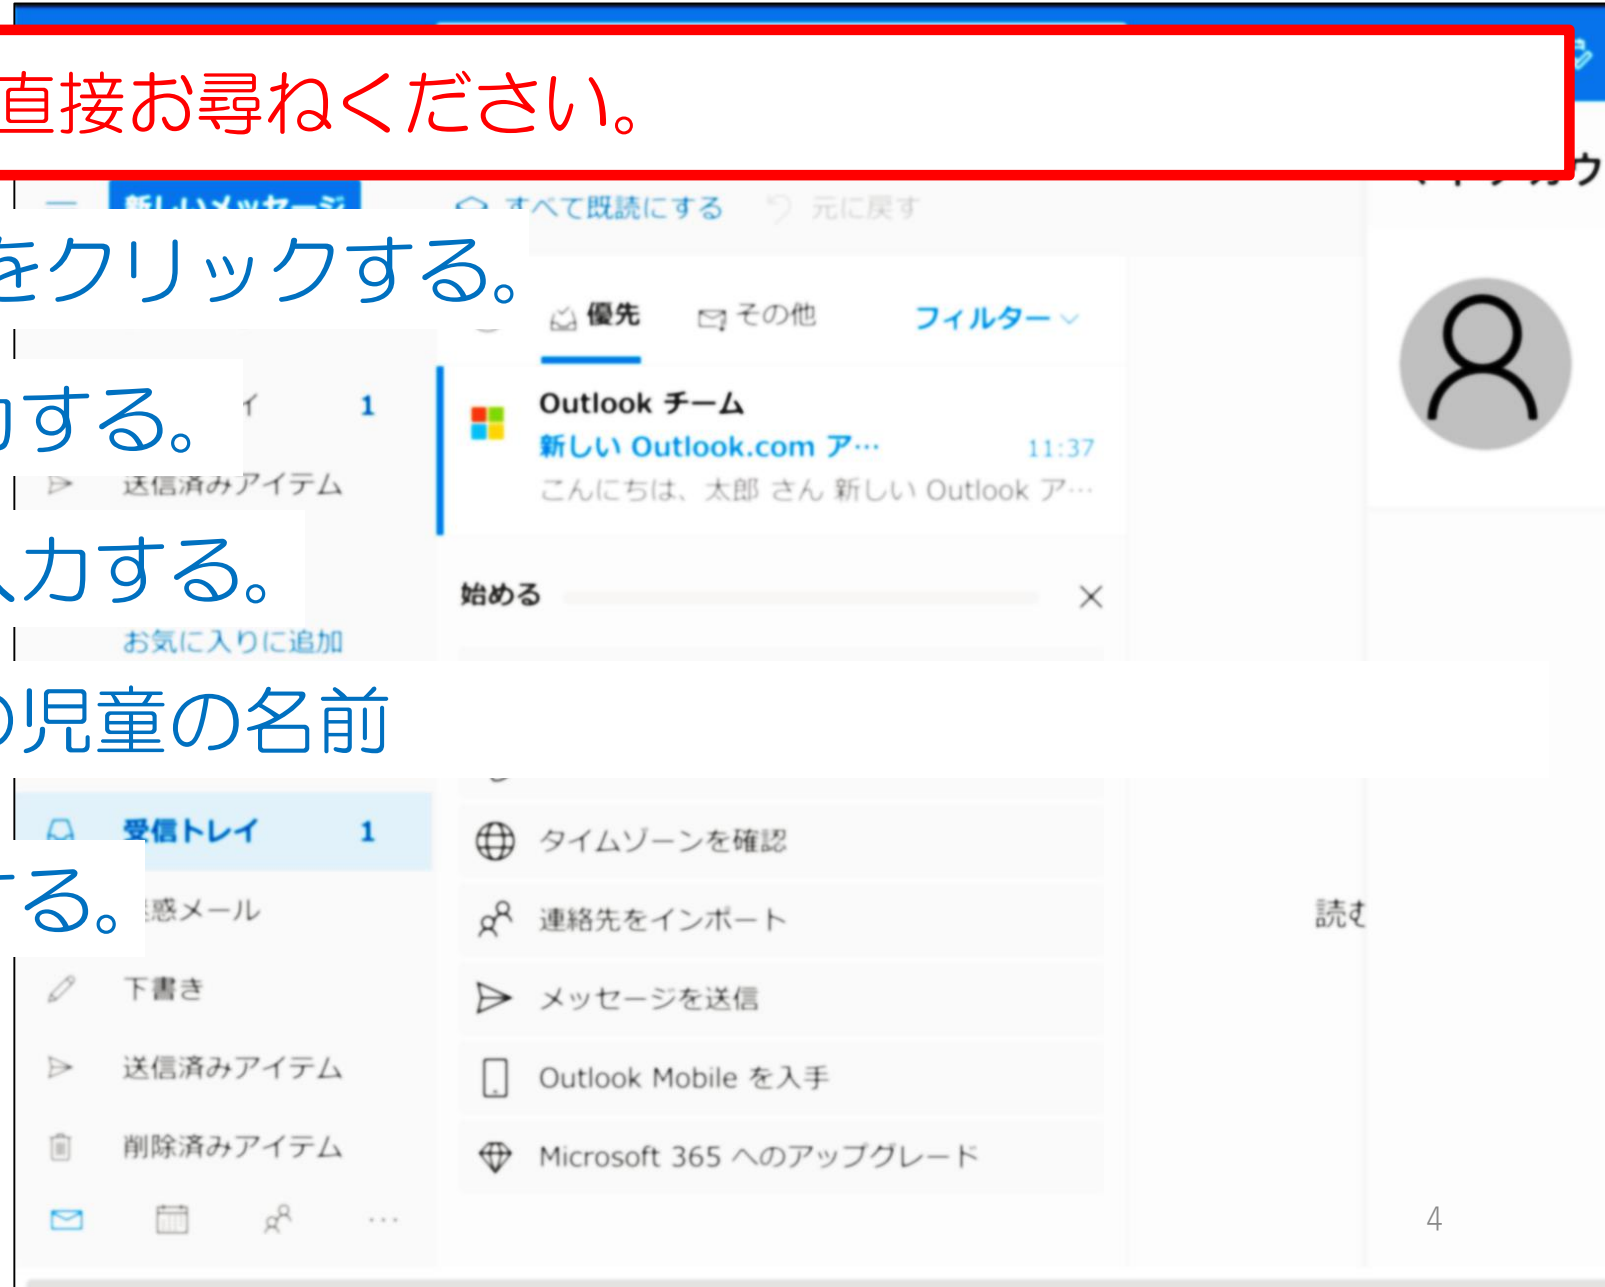 直接お尋ねください。
新しいメッセージ
すべて既読にする
元に戻す
をクリックする。
優先
その他
フィルター
力する。
1
Outlook チーム
新しい Outlook.com ア…
11:37
こんにちは、太郎 さん 新しい Outlook ア…
送信済みアイテム
入力する。
始める
お気に入りに追加
の児童の名前
受信トレイ
1
タイムゾーンを確認
する。
惑メール
連絡先をインポート
読む
下書き
メッセージを送信
送信済みアイテム
Outlook Mobile を入手
削除済みアイテム
Microsoft 365 へのアップグレード
4